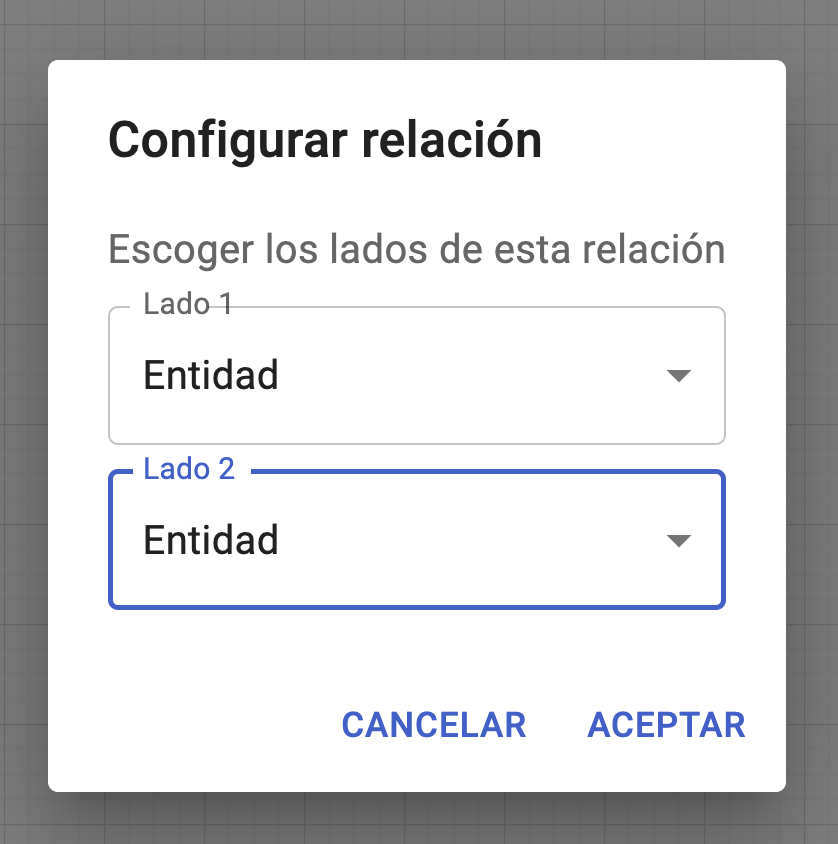 Configurar relación
Escoger los lados de esta relación
Lado 1
Entidad
Lado 2
Entidad
CANCELAR ACEPTAR